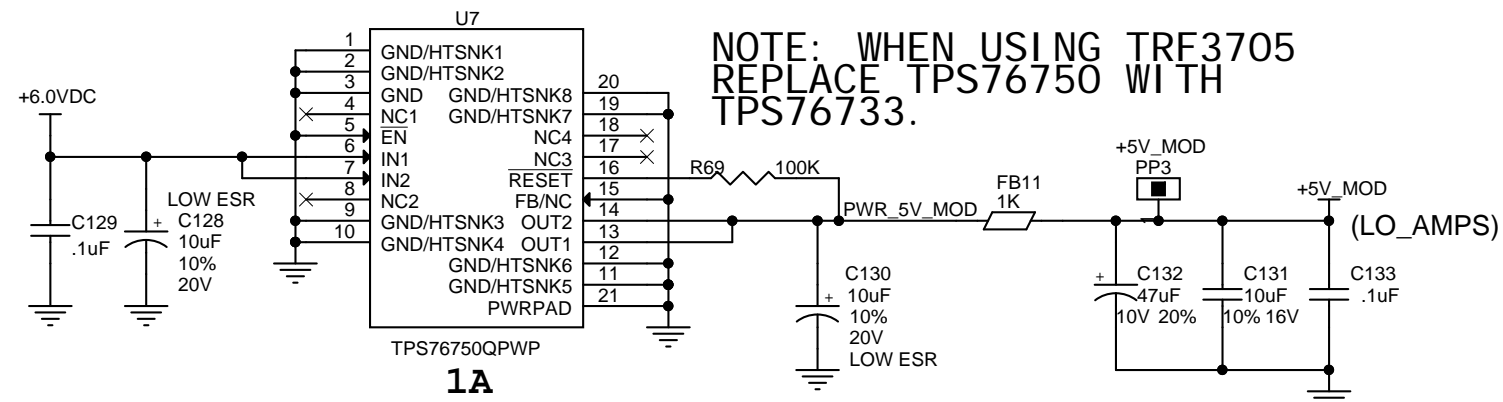 U7
NOTE: WHEN USING TRF3705
REPLACE TPS76750 WITH
TPS76733.
+6.0VDC
1
2
3
4
5
6
7
8
9
10
GND/HTSNK1
GND/HTSNK2
GND
NC1
EN
IN1
IN2
NC2
GND/HTSNK3
GND/HTSNK4
GND/HTSNK8
GND/HTSNK7
NC4
NC3
RESET
FB/NC
OUT2
OUT1
GND/HTSNK6
GND/HTSNK5
PWRPAD
20
19
18
17
16
15
14
13
12
11
21
TPS76750QPWP
1A
C129
.1uF
LOW ESR
+
C128
10uF
10%
20V
R69
100K
PWR_5V_MOD
+
C130
10uF
10%
20V
LOW ESR
FB11
1K
+5V_MOD
PP3
+5V_MOD
(LO_AMPS)
+
C132
47uF
10V 20%
C131
10uF
10% 16V
C133
.1uF